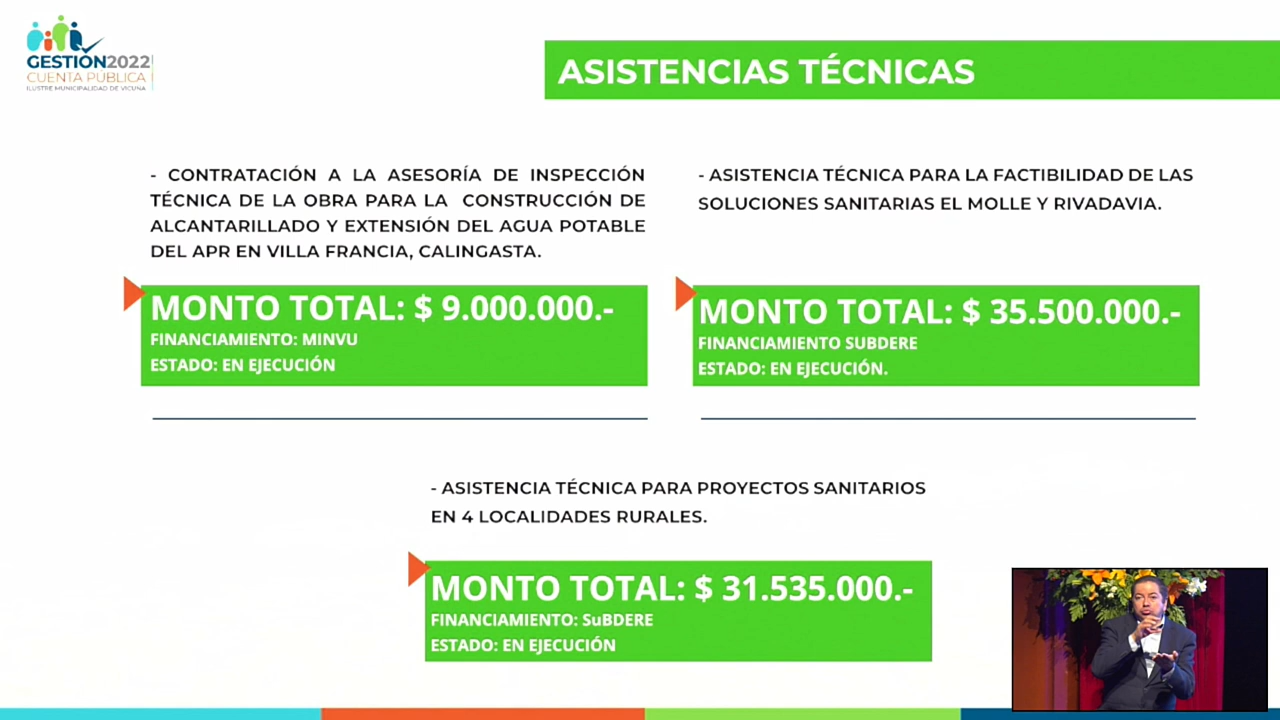 GESTIÓN2022
CUENTA PÚBLICA
ILUSTRE MUNICIPALIDAD DE VICUÑA
ASISTENCIAS TÉCNICAS
- CONTRATACIÓN A LA ASESORÍA DE INSPECCIÓN
TÉCNICA DE LA OBRA PARA LA CONSTRUCCIÓN DE
ALCANTARILLADO Y EXTENSIÓN DEL AGUA POTABLE
DEL APR EN VILLA FRANCIA, CALINGASTA.
MONTO TOTAL: $ 9.000.000.-
FINANCIAMIENTO: MINVU
ESTADO: EN EJECUCIÓN
- ASISTENCIA TÉCNICA PARA LA FACTIBILIDAD DE LAS
SOLUCIONES SANITARIAS EL MOLLE Y RIVADAVIA.
MONTO TOTAL: $ 35.500.000.-
FINANCIAMIENTO SUBDERE
ESTADO: EN EJECUCIÓN.
- ASISTENCIA TÉCNICA PARA PROYECTOS SANITARIOS
EN 4 LOCALIDADES RURALES.
MONTO TOTAL: $ 31.535.000.-
FINANCIAMIENTO: SuBDERE
ESTADO: EN EJECUCIÓN